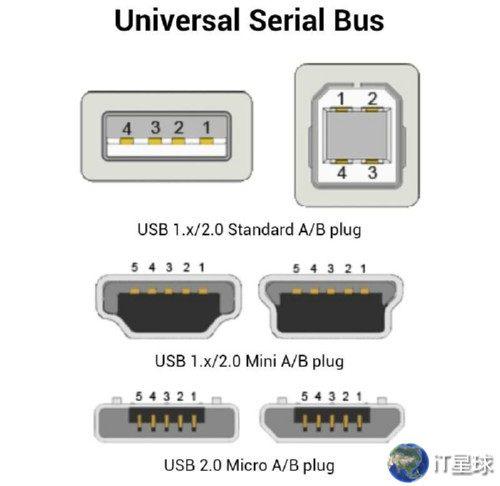 Universal Serial Bus
4 3 2 1
1 2
4 3
USB 1.x/2.0 Standard A/B plug
5 4 3 2 1
5 4 3 2 1
USB 1.x/2.0 Mini A/B plug
5 4 3 2 1
5 4 3 2 1
USB 2.0 Micro A/B plug
iT星球